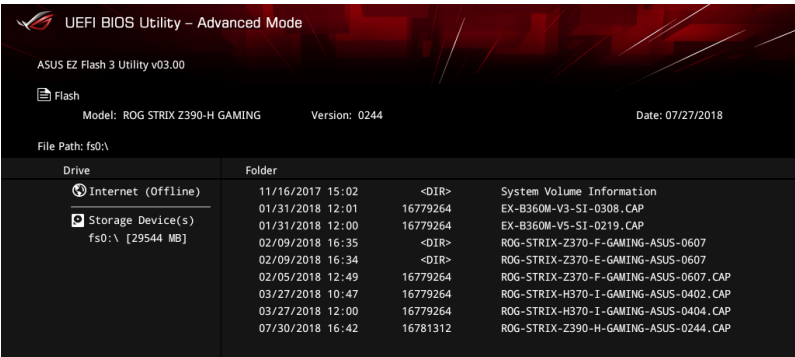 UEFI BIOS Utility – Advanced Mode
ASUS EZ Flash 3 Utility v03.00
Flash
Model: ROG STRIX Z390-H GAMING Version: 0244 Date: 07/27/2018
File Path: fs0:\
Drive Folder
Internet (Offline) 11/16/2017 15:02 <DIR> System Volume Information
01/31/2018 12:01 16779264 EX-B360M-V3-SI-0308.CAP
Storage Device(s) 01/31/2018 12:00 16779264 EX-B360M-V5-SI-0219.CAP
fs0:\ [29544 MB] 02/09/2018 16:35 <DIR> ROG-STRIX-Z370-F-GAMING-ASUS-0607
02/09/2018 16:34 <DIR> ROG-STRIX-Z370-E-GAMING-ASUS-0607
02/05/2018 12:49 16779264 ROG-STRIX-Z370-F-GAMING-ASUS-0607.CAP
03/27/2018 10:47 16779264 ROG-STRIX-H370-I-GAMING-ASUS-0402.CAP
03/27/2018 12:00 16779264 ROG-STRIX-H370-I-GAMING-ASUS-0404.CAP
07/30/2018 16:42 16781312 ROG-STRIX-Z390-H-GAMING-ASUS-0244.CAP